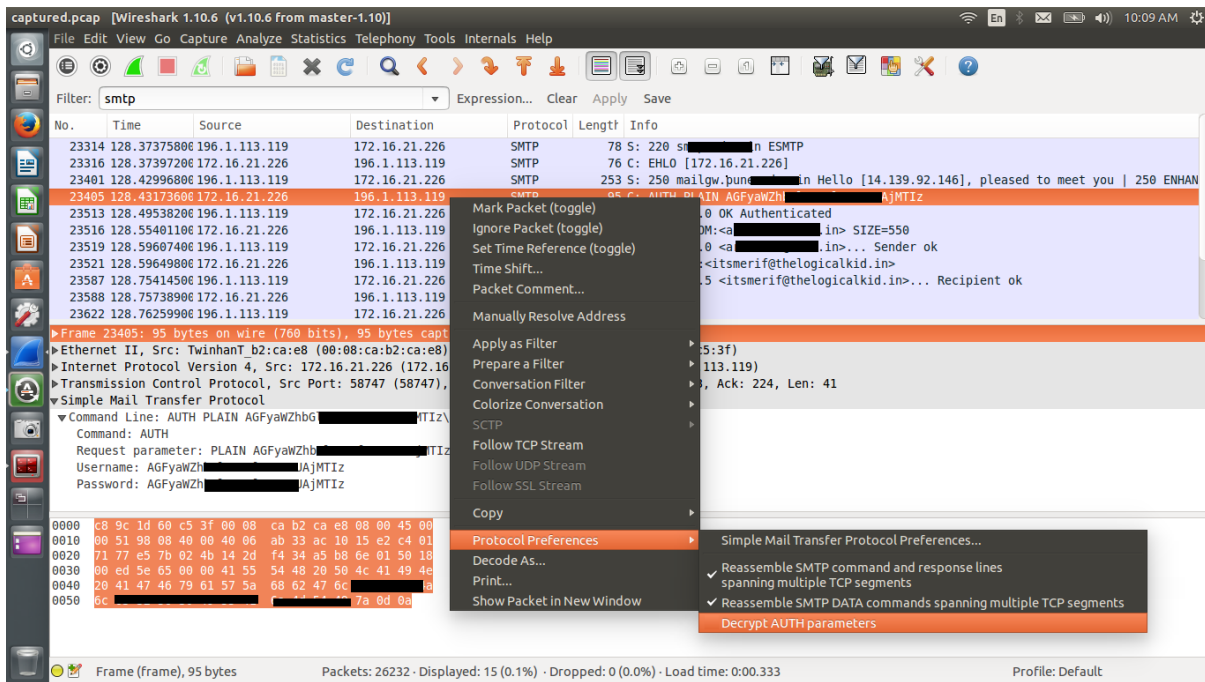 captured.pcap [Wireshark 1.10.6 (v1.10.6 from master-1.10)]
En
10:09 AM
File Edit View Go Capture Analyze Statistics Telephony Tools Internals Help
Filter: smtp Expression... Clear Apply Save
No. Time Source Destination Protocol Length Info
23314 128.37375800 196.1.113.119 172.16.21.226 SMTP 78 S: 220 n ESMTP
23316 128.37397200 172.16.21.226 196.1.113.119 SMTP 76 C: EHLO [172.16.21.226]
23401 128.42996800 196.1.113.119 172.16.21.226 SMTP 253 S: 250 mailgw.pune in Hello [14.139.92.146], pleased to meet you | 250 ENHAN
23405 128.43173600 172.16.21.226 196.1.113.119 SMTP 95 C: AUTH PLAIN AGFyaWZh AjMTIz
23513 128.49538200 196.1.113.119 172.16.21.226 .0 OK Authenticated
23516 128.55401100 172.16.21.226 196.1.113.119 OM:<a .in> SIZE=550
23519 128.59607400 196.1.113.119 172.16.21.226 .0 <a .in>... Sender ok
23521 128.59649800 172.16.21.226 196.1.113.119 :<itsmerif@thelogicalkid.in>
23587 128.75414500 196.1.113.119 172.16.21.226 .5 <itsmerif@thelogicalkid.in>... Recipient ok
23588 128.75738900 172.16.21.226 196.1.113.119
23622 128.76259900 196.1.113.119 172.16.21.226
Frame 23405: 95 bytes on wire (760 bits), 95 bytes capt
Ethernet II, Src: TwinhanT_b2:ca:e8 (00:08:ca:b2:ca:e8) 5:3f)
Internet Protocol Version 4, Src: 172.16.21.226 (172.16 113.119)
Transmission Control Protocol, Src Port: 58747 (58747), , Ack: 224, Len: 41
Simple Mail Transfer Protocol
Command Line: AUTH PLAIN AGFyaWZhbG MTIz\
Command: AUTH
Request parameter: PLAIN AGFyaWZhb jMTIz
Username: AGFyaWZh UAjMTIz
Password: AGFyaWZh UAjMTIz
Mark Packet (toggle)
Ignore Packet (toggle)
Set Time Reference (toggle)
Time Shift...
Packet Comment...
Manually Resolve Address
Apply as Filter
Prepare a Filter
Conversation Filter
Colorize Conversation
SCTP
Follow TCP Stream
Follow UDP Stream
Follow SSL Stream
Copy
Protocol Preferences
Decode As...
Print...
Show Packet in New Window
Simple Mail Transfer Protocol Preferences...
Reassemble SMTP command and response lines
spanning multiple TCP segments
Reassemble SMTP DATA commands spanning multiple TCP segments
Decrypt AUTH parameters
0000 c8 9c 1d 60 c5 3f 00 08 ca b2 ca e8 08 00 45 00
0010 00 51 98 08 40 00 40 06 ab 33 ac 10 15 e2 c4 01
0020 71 77 e5 7b 02 4b 14 2d f4 34 a5 b8 6e 01 50 18
0030 00 ed 5e 65 00 00 41 55 54 48 20 50 4c 41 49 4e
0040 20 41 47 46 79 61 57 5a 68 62 47 6c
0050 6c 7a 0d 0a
Frame (frame), 95 bytes
Packets: 26232 · Displayed: 15 (0.1%) · Dropped: 0 (0.0%) · Load time: 0:00.333
Profile: Default